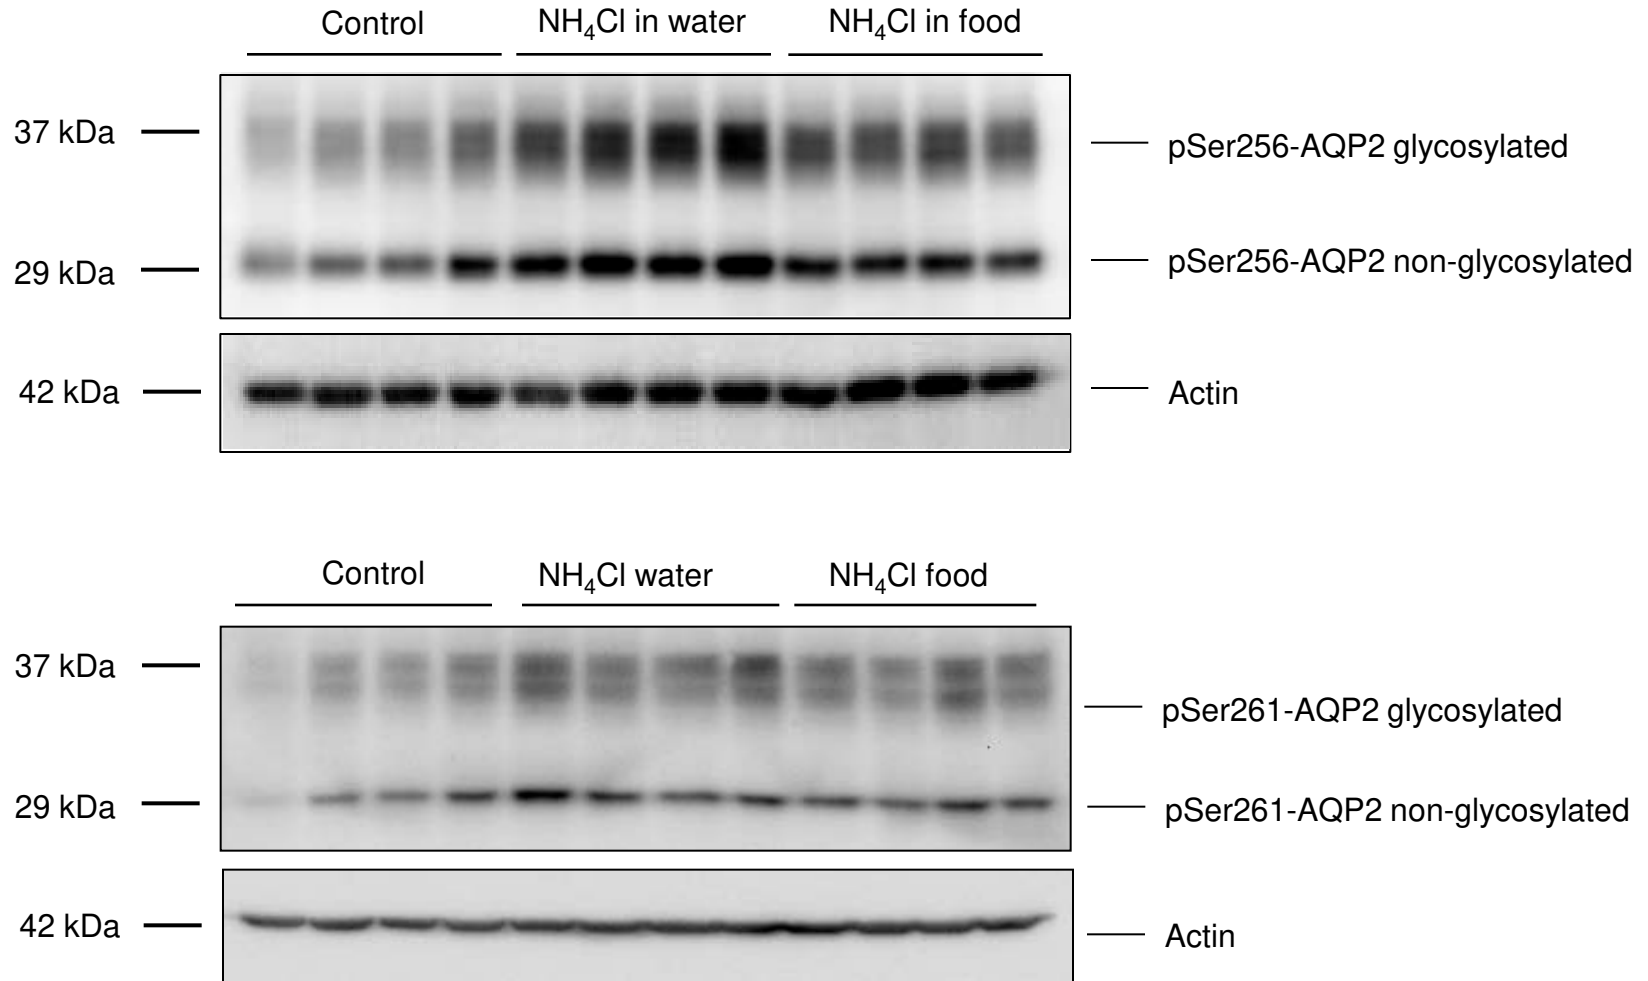 Control NH₄Cl in water NH₄Cl in food
37 kDa pSer256-AQP2 glycosylated
29 kDa pSer256-AQP2 non-glycosylated
42 kDa Actin
Control NH₄Cl water NH₄Cl food
37 kDa pSer261-AQP2 glycosylated
29 kDa pSer261-AQP2 non-glycosylated
42 kDa Actin